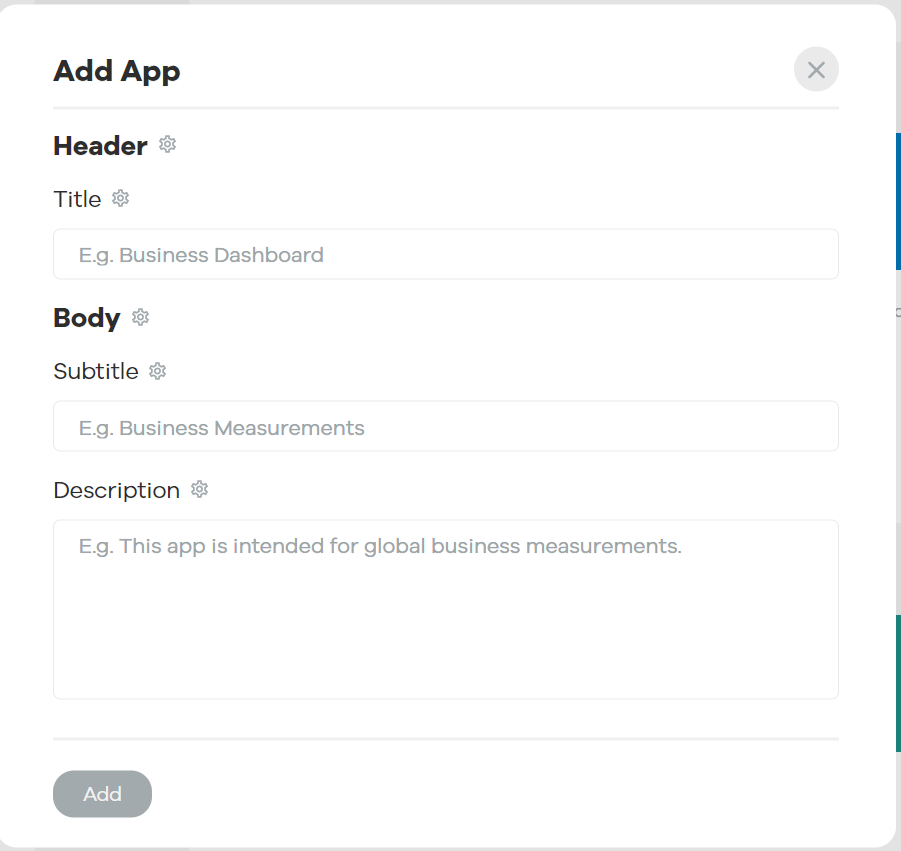 Add App
Header
Title
E.g. Business Dashboard
Body
Subtitle
E.g. Business Measurements
Description
E.g. This app is intended for global business measurements.
Add